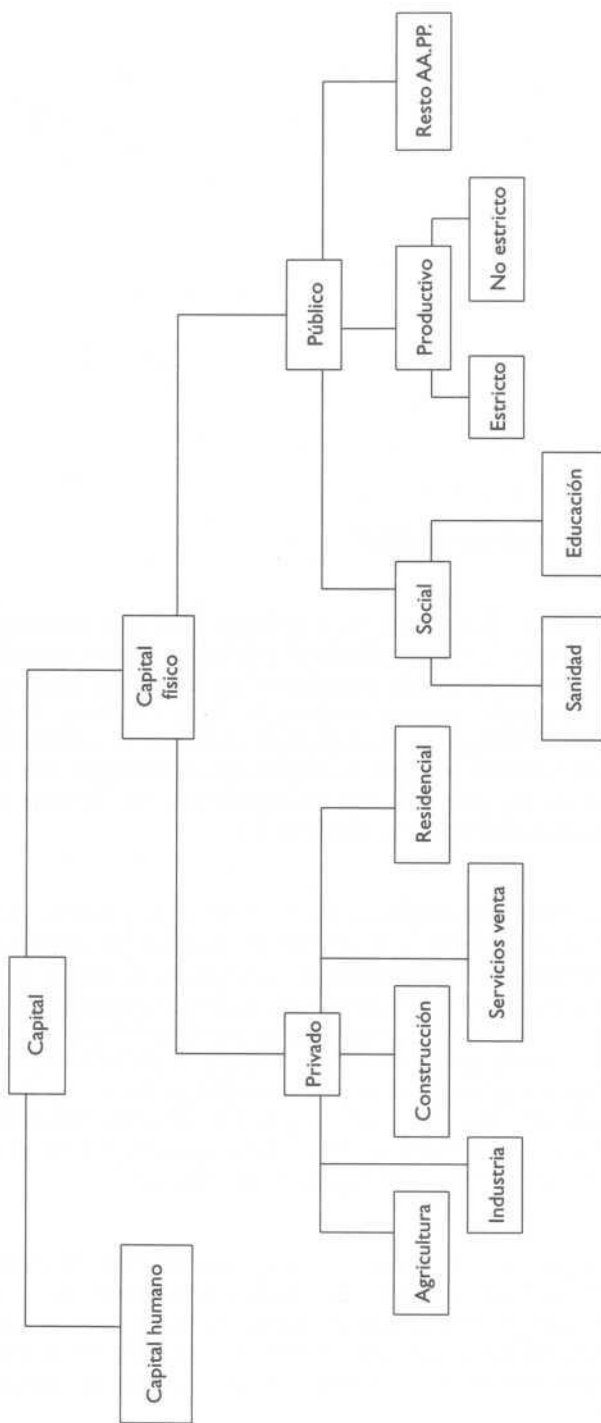 Capital
Capital humano
Capital
físico
Privado
Público
Agricultura
Construcción
Residencial
Social
Productivo
Resto AA.PP.
Industria
Servicios venta
Estricto
No estricto
Sanidad
Educación